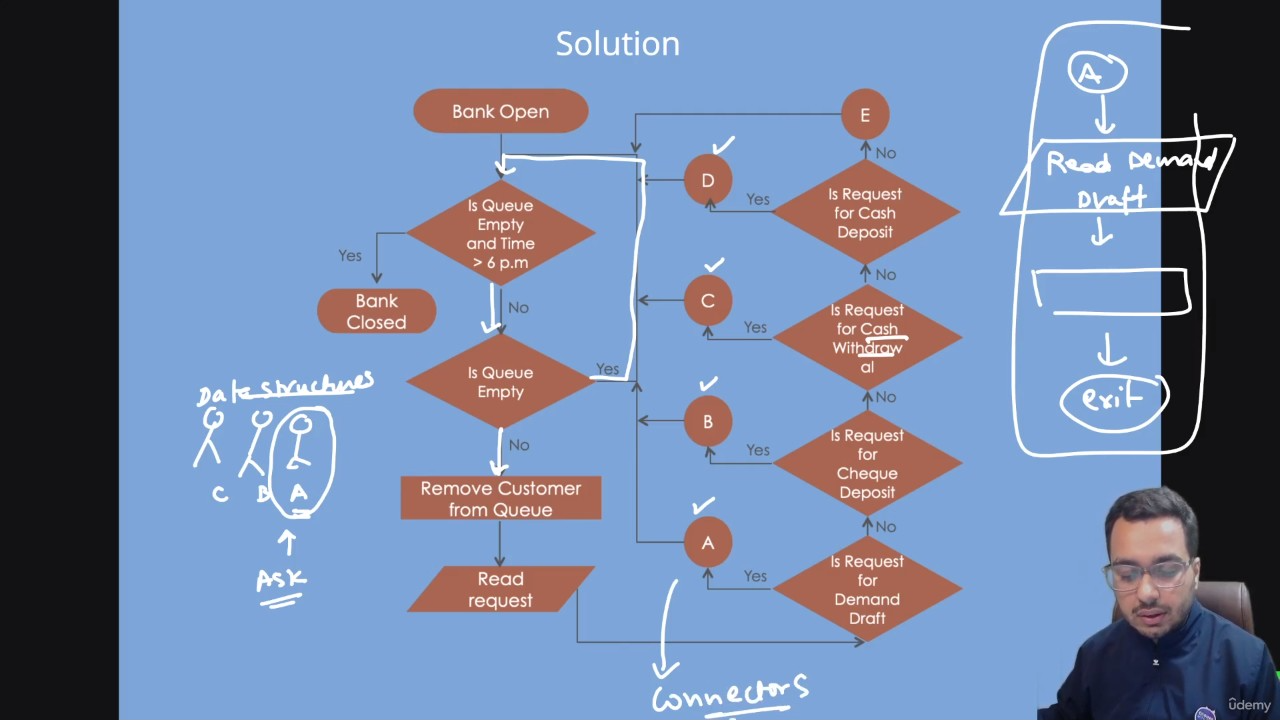 Solution
Bank Open
Is Queue
Empty
and Time
> 6 p.m
Yes
Bank
Closed
No
Is Queue
Empty
Yes
No
Remove Customer
from Queue
Read
request
E
No
D
Yes
Is Request
for Cash
Deposit
No
C
Yes
Is Request
for Cash
Withdraw
al
No
B
Yes
Is Request
for
Cheque
Deposit
No
A
Yes
Is Request
for
Demand
Draft
Data structures
C B A
ASK
Connectors
A
Read Demand
Draft
exit
ûdemy